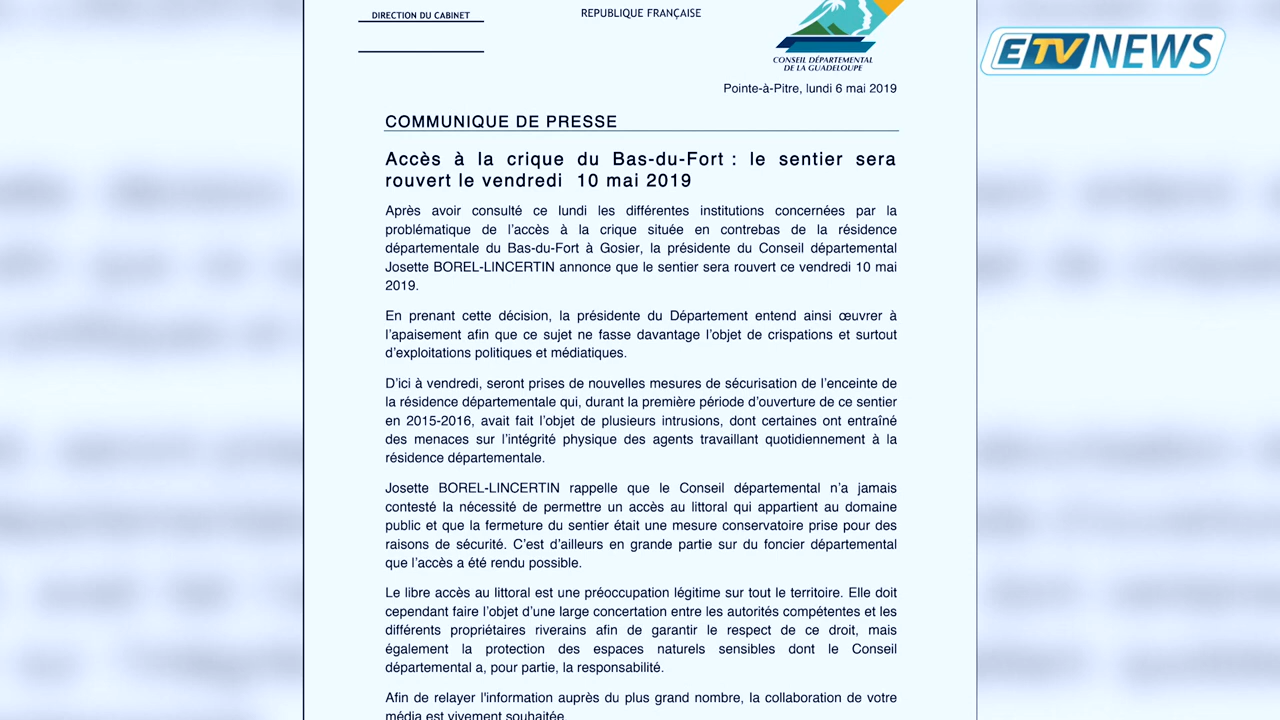 DIRECTION DU CABINET
REPUBLIQUE FRANÇAISE
ETV NEWS
CONSEIL DÉPARTEMENTAL
DE LA GUADELOUPE
Pointe-à-Pitre, lundi 6 mai 2019
COMMUNIQUE DE PRESSE
Accès à la crique du Bas-du-Fort : le sentier sera
rouvert le vendredi 10 mai 2019
Après avoir consulté ce lundi les différentes institutions concernées par la
problématique de l'accès à la crique située en contrebas de la résidence
départementale du Bas-du-Fort à Gosier, la présidente du Conseil départemental
Josette BOREL-LINCERTIN annonce que le sentier sera rouvert ce vendredi 10 mai
2019.
En prenant cette décision, la présidente du Département entend ainsi œuvrer à
l'apaisement afin que ce sujet ne fasse davantage l'objet de crispations et surtout
d'exploitations politiques et médiatiques.
D'ici à vendredi, seront prises de nouvelles mesures de sécurisation de l'enceinte de
la résidence départementale qui, durant la première période d'ouverture de ce sentier
en 2015-2016, avait fait l'objet de plusieurs intrusions, dont certaines ont entraîné
des menaces sur l'intégrité physique des agents travaillant quotidiennement à la
résidence départementale.
Josette BOREL-LINCERTIN rappelle que le Conseil départemental n'a jamais
contesté la nécessité de permettre un accès au littoral qui appartient au domaine
public et que la fermeture du sentier était une mesure conservatoire prise pour des
raisons de sécurité. C'est d'ailleurs en grande partie sur du foncier départemental
que l'accès a été rendu possible.
Le libre accès au littoral est une préoccupation légitime sur tout le territoire. Elle doit
cependant faire l'objet d'une large concertation entre les autorités compétentes et les
différents propriétaires riverains afin de garantir le respect de ce droit, mais
également la protection des espaces naturels sensibles dont le Conseil
départemental a, pour partie, la responsabilité.
Afin de relayer l'information auprès du plus grand nombre, la collaboration de votre
média est vivement souhaitée